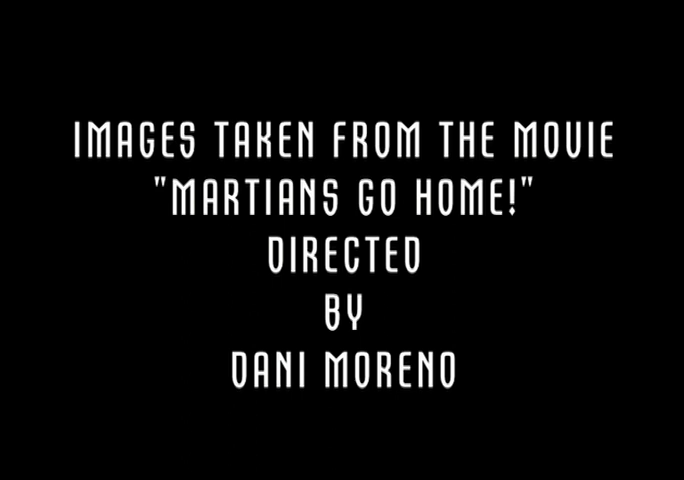 IMAGES TAKEN FROM THE MOVIE
"MARTIANS GO HOME!"
DIRECTED
BY
DANI MORENO